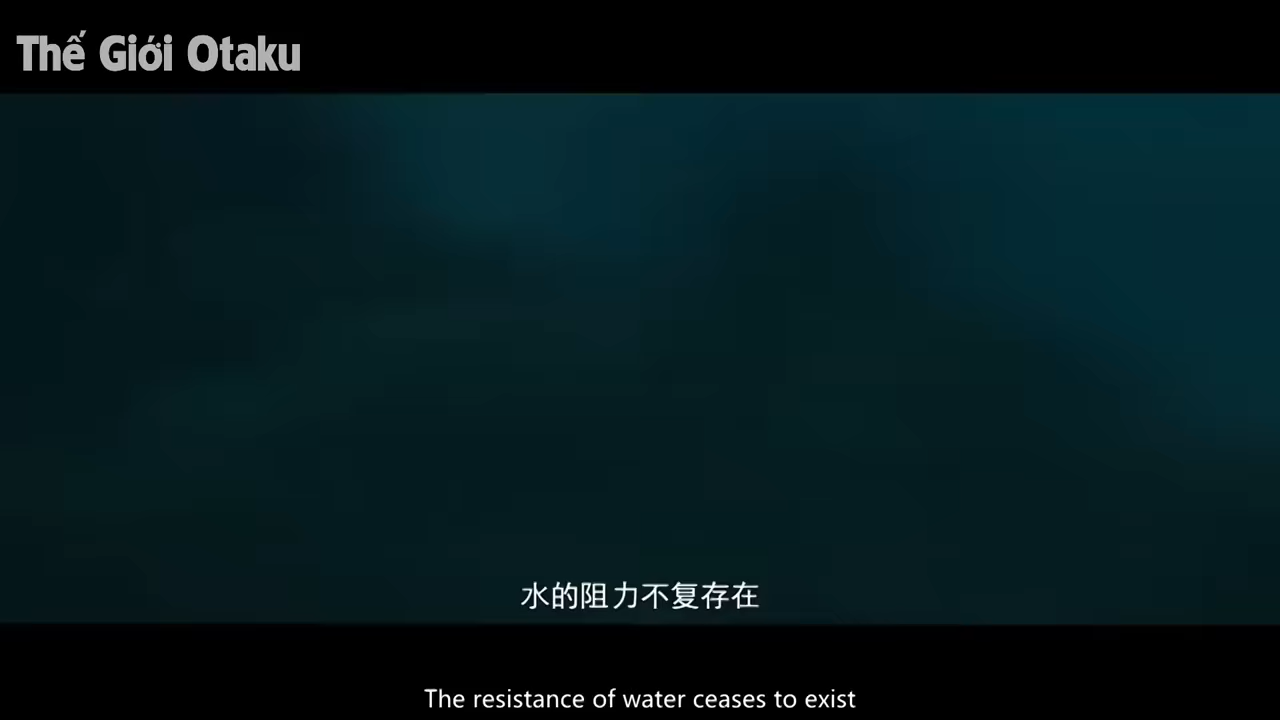 Thế Giới Otaku
水的阻力不复存在
The resistance of water ceases to exist